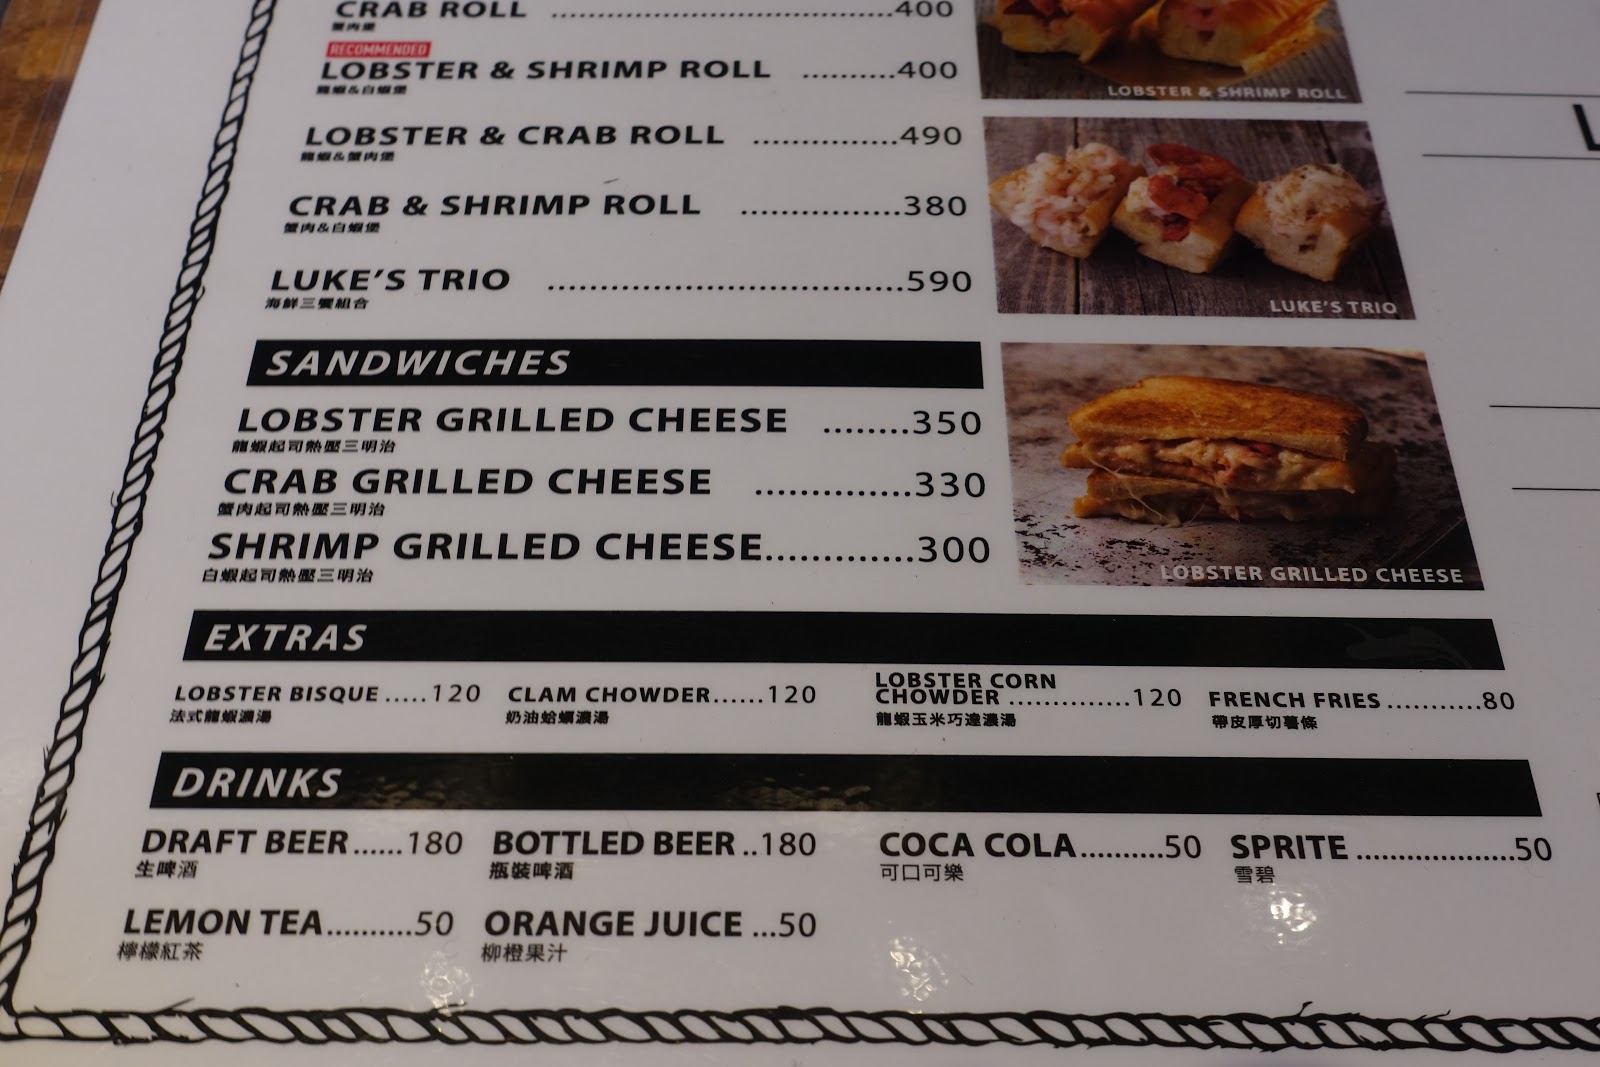 CRAB ROLL ........................................400
蟹肉堡
RECOMMENDED
LOBSTER & SHRIMP ROLL ..........400
龍蝦&白蝦堡
LOBSTER & SHRIMP ROLL
LOBSTER & CRAB ROLL ................490
龍蝦&蟹肉堡
CRAB & SHRIMP ROLL .................380
蟹肉&白蝦堡
LUKE'S TRIO .....................................590
海鮮三饗組合
LUKE'S TRIO
SANDWICHES
LOBSTER GRILLED CHEESE ........350
龍蝦起司熱壓三明治
CRAB GRILLED CHEESE ..............330
蟹肉起司熱壓三明治
SHRIMP GRILLED CHEESE.............300
白蝦起司熱壓三明治
LOBSTER GRILLED CHEESE
EXTRAS
LOBSTER BISQUE .....120
法式龍蝦濃湯
CLAM CHOWDER......120
奶油蛤蠣濃湯
LOBSTER CORN
CHOWDER ..............120
龍蝦玉米巧達濃湯
FRENCH FRIES ...........80
帶皮厚切薯條
DRINKS
DRAFT BEER ......180
生啤酒
BOTTLED BEER ..180
瓶裝啤酒
COCA COLA..........50
可口可樂
SPRITE ...................50
雪碧
LEMON TEA..........50
檸檬紅茶
ORANGE JUICE ...50
柳橙果汁